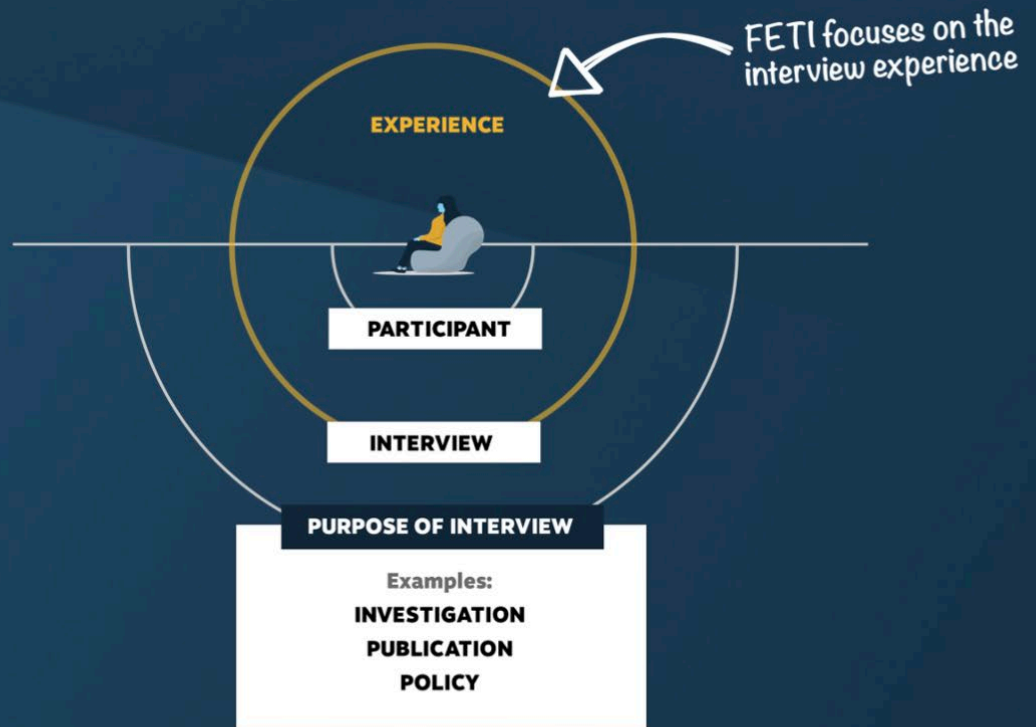 FETI focuses on the
interview experience
EXPERIENCE
PARTICIPANT
INTERVIEW
PURPOSE OF INTERVIEW
Examples:
INVESTIGATION
PUBLICATION
POLICY